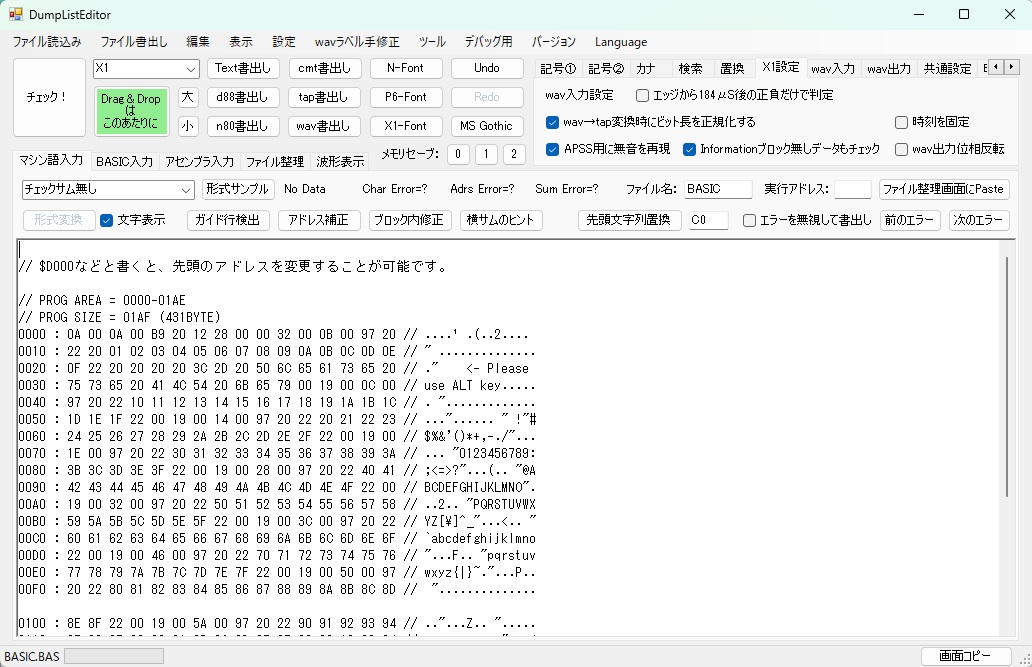 DumpListEditor
ファイル読込み ファイル書出し 編集 表示 設定 wavラベル手修正 ツール デバッグ用 バージョン Language
チェック！
X1
Drag & Drop
は
このあたりに
大
小
Text書出し cmt書出し N-Font Undo
d88書出し tap書出し P6-Font Redo
n80書出し wav書出し X1-Font MS Gothic
記号① 記号② カナ 検索 置換 X1設定 wav入力 wav出力 共通設定
wav入力設定 エッジから184μS後の正負だけで判定
wav→tap変換時にビット長を正規化する 時刻を固定
APSS用に無音を再現 Informationブロック無しデータもチェック wav出力位相反転
マシン語入力 BASIC入力 アセンブラ入力 ファイル整理 波形表示 メモリセーブ: 0 1 2
チェックサム無し 形式サンプル No Data Char Error=? Adrs Error=? Sum Error=? ファイル名: BASIC 実行アドレス: ファイル整理画面にPaste
形式変換 文字表示 ガイド行検出 アドレス補正 ブロック内修正 横サムのヒント 先頭文字列置換 C0 エラーを無視して書出し 前のエラー 次のエラー
// $D000などと書くと、先頭のアドレスを変更することが可能です。
// PROG AREA = 0000-01AE
// PROG SIZE = 01AF (431BYTE)
0000 : 0A 00 0A 00 B9 20 12 28 00 00 32 00 0B 00 97 20 // ....ｹ .(..2....
0010 : 22 20 01 02 03 04 05 06 07 08 09 0A 0B 0C 0D 0E // " ..............
0020 : 0F 22 20 20 20 20 3C 2D 20 50 6C 65 61 73 65 20 // ."    <- Please
0030 : 75 73 65 20 41 4C 54 20 6B 65 79 00 19 00 0C 00 // use ALT key.....
0040 : 97 20 22 10 11 12 13 14 15 16 17 18 19 1A 1B 1C // . ".............
0050 : 1D 1E 1F 22 00 19 00 14 00 97 20 22 20 21 22 23 // ..."...... " !"#
0060 : 24 25 26 27 28 29 2A 2B 2C 2D 2E 2F 22 00 19 00 // $%&'()*+,-./"...
0070 : 1E 00 97 20 22 30 31 32 33 34 35 36 37 38 39 3A // ... "0123456789:
0080 : 3B 3C 3D 3E 3F 22 00 19 00 28 00 97 20 22 40 41 // ;<=>?"...(.. "@A
0090 : 42 43 44 45 46 47 48 49 4A 4B 4C 4D 4E 4F 22 00 // BCDEFGHIJKLMNO".
00A0 : 19 00 32 00 97 20 22 50 51 52 53 54 55 56 57 58 // ..2.. "PQRSTUVWX
00B0 : 59 5A 5B 5C 5D 5E 5F 22 00 19 00 3C 00 97 20 22 // YZ[¥]^_"...<.. "
00C0 : 60 61 62 63 64 65 66 67 68 69 6A 6B 6C 6D 6E 6F // `abcdefghijklmno
00D0 : 22 00 19 00 46 00 97 20 22 70 71 72 73 74 75 76 // "...F.. "pqrstuv
00E0 : 77 78 79 7A 7B 7C 7D 7E 7F 22 00 19 00 50 00 97 // wxyz{|}~."...P..
00F0 : 20 22 80 81 82 83 84 85 86 87 88 89 8A 8B 8C 8D //  "..............
0100 : 8E 8F 22 00 19 00 5A 00 97 20 22 90 91 92 93 94 // .."...Z.. ".....
BASIC.BAS 画面コピー